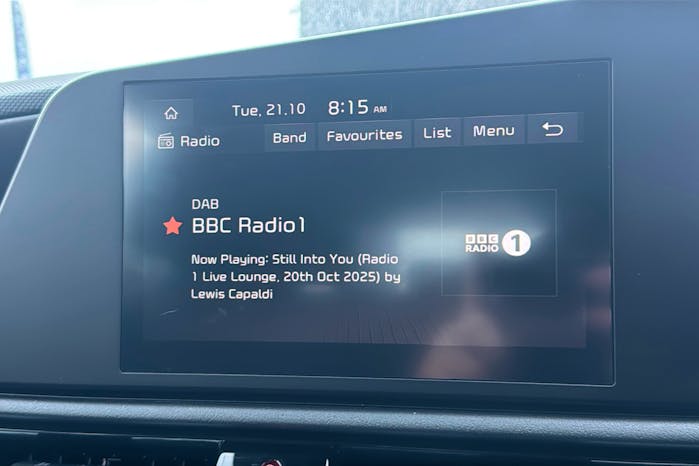 Tue, 21.10 8:15 AM
Radio Band Favourites List Menu
DAB
BBC Radio1
Now Playing: Still Into You (Radio
1 Live Lounge, 20th Oct 2025) by
Lewis Capaldi
BBC
RADIO 1